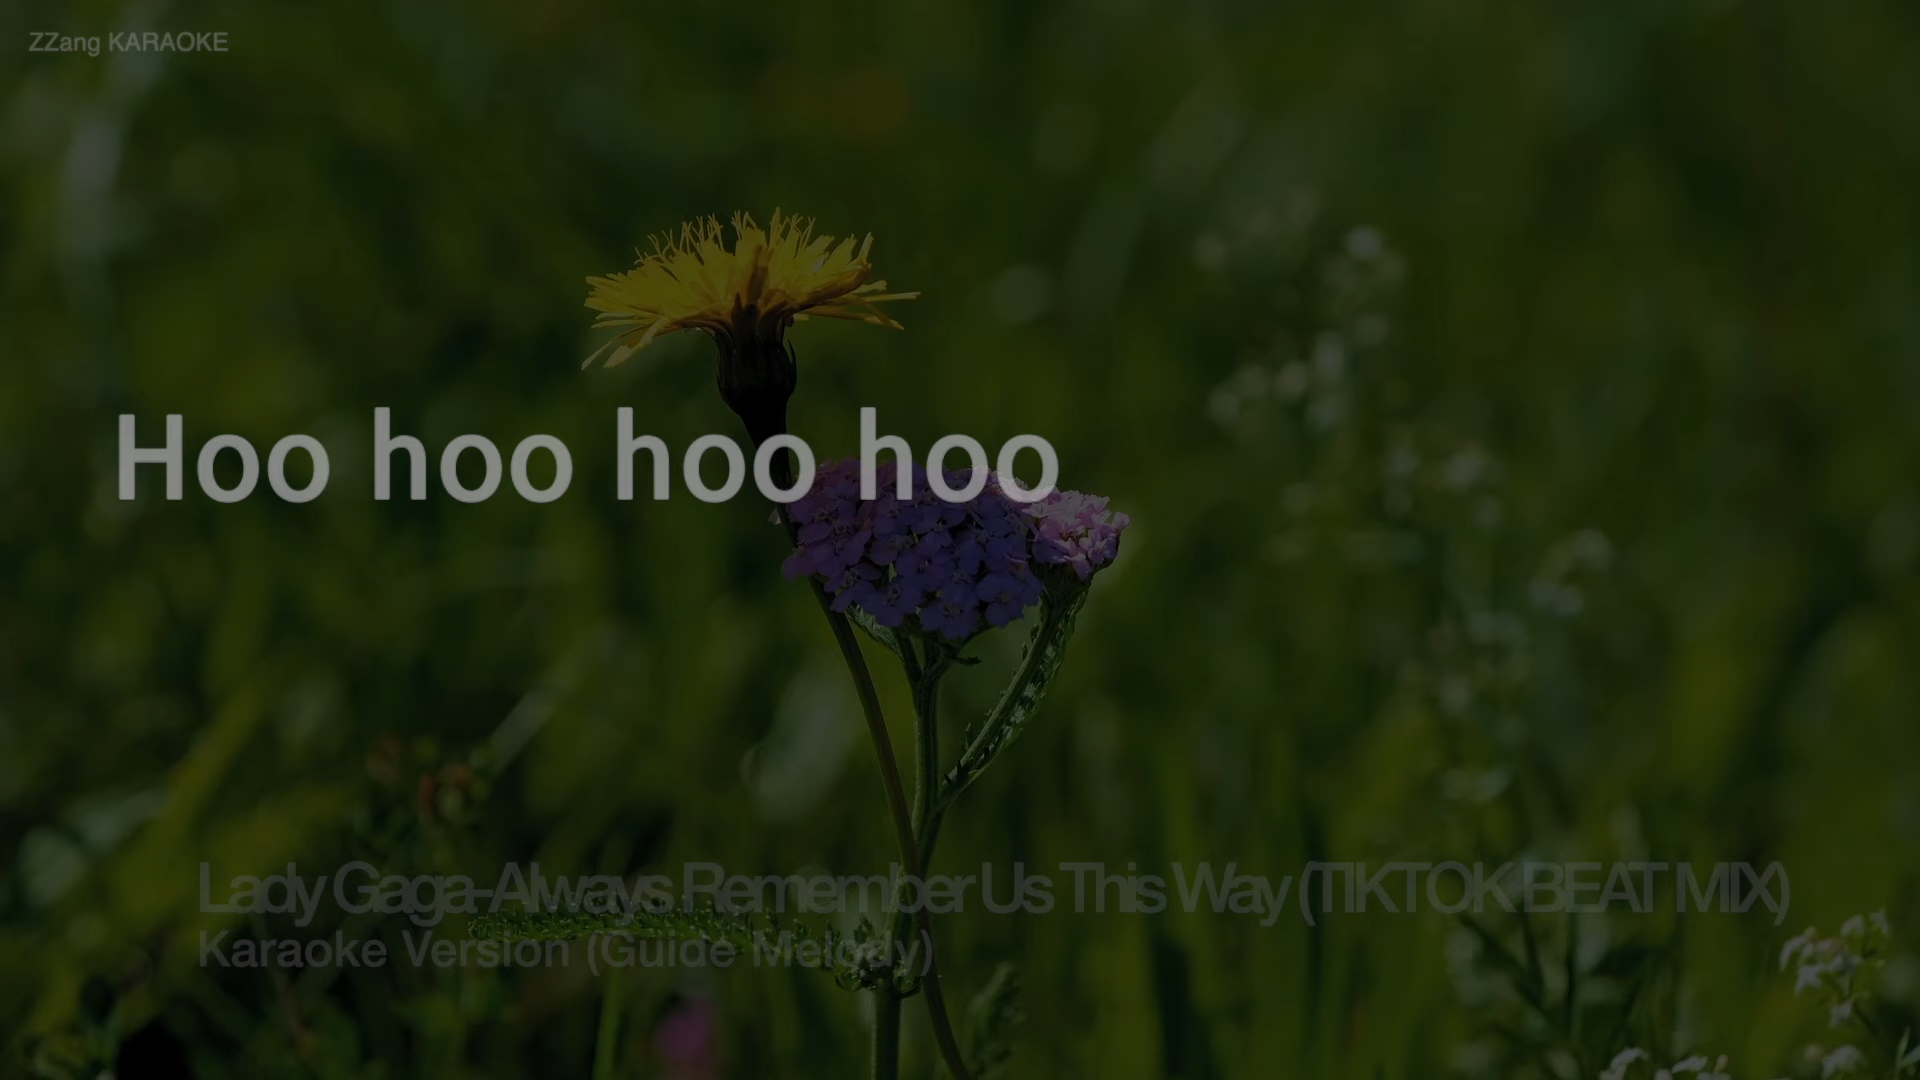 ZZang KARAOKE
Hoo hoo hoo hoo
Lady Gaga-Always Remember Us This Way (TIKTOK BEAT MIX)
Karaoke Version (Guide Melody)